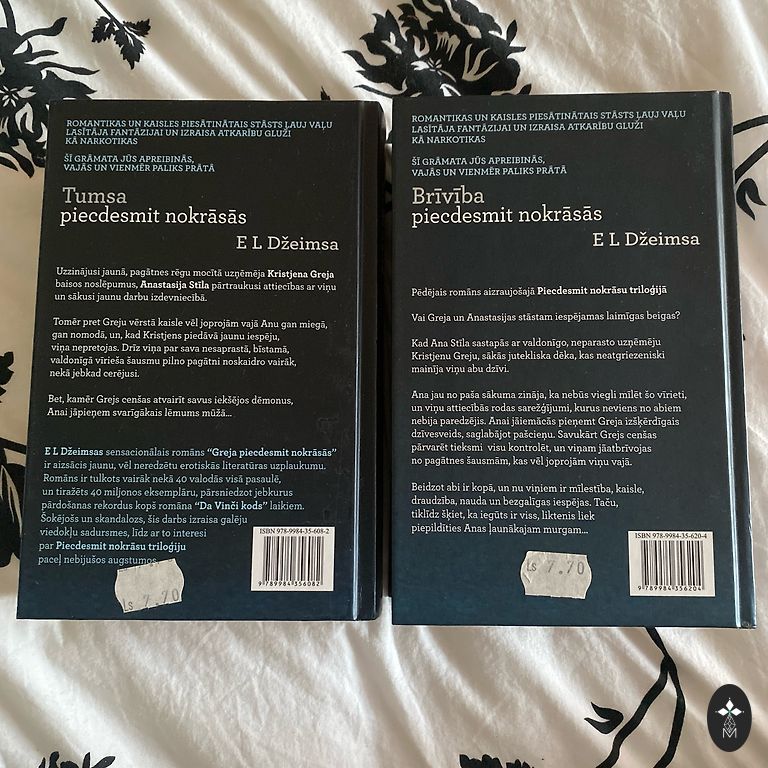 ROMANTIKAS UN KAISLES PIESĀTINĀTAIS STĀSTS ĻAUJ VAĻU
LASĪTĀJA FANTĀZIJAI UN IZRAISA ATKARĪBU GLUŽI
KĀ NARKOTIKAS
ŠĪ GRĀMATA JŪS APREIBINĀS,
VAJĀS UN VIENMĒR PALIKS PRĀTĀ
Tumsa
piecdesmit nokrāsās
E L Džeimsa
Uzzinājusi jaunā, pagātnes rēgu mocītā uzņēmēja Kristjena Greja
baisos noslēpumus, Anastasija Stīla pārtraukusi attiecības ar viņu
un sākusi jaunu darbu izdevniecībā.
Tomēr pret Greju vērstā kaisle vēl joprojām vajā Anu gan miegā,
gan nomodā, un, kad Kristjens piedāvā jaunu iespēju,
viņa nepretojas. Drīz viņa par sava nesaprastā, bīstamā,
valdonīgā vīrieša šausmu pilno pagātni noskaidro vairāk,
nekā jebkad cerējusi.
Bet, kamēr Grejs cenšas atvairīt savus iekšējos dēmonus,
Anai jāpieņem svarīgākais lēmums mūžā...
E L Džeimsas sensacionālais romāns "Greja piecdesmit nokrāsās"
ir aizsācis jaunu, vēl neredzētu erotiskās literatūras uzplaukumu.
Romāns ir tulkots vairāk nekā 40 valodās visā pasaulē,
un tiražēts 40 miljonos eksemplāru, pārsniedzot jebkurus
pārdošanas rekordus kopš romāna "Da Vinči kods" laikiem.
Šokējošs un skandalozs, šis darbs izraisa galēju
viedokļu sadursmes, līdz ar to interesi
par Piecdesmit nokrāsu triloģiju
paceļ nebijušos augstumos.
ISBN 978-9984-35-608-2
9 789984 356082
Ls 7.70
ROMANTIKAS UN KAISLES PIESĀTINĀTAIS STĀSTS ĻAUJ VAĻU
LASĪTĀJA FANTĀZIJAI UN IZRAISA ATKARĪBU GLUŽI
KĀ NARKOTIKAS
ŠĪ GRĀMATA JŪS APREIBINĀS,
VAJĀS UN VIENMĒR PALIKS PRĀTĀ
Brīvība
piecdesmit nokrāsās
E L Džeimsa
Pēdējais romāns aizraujošajā Piecdesmit nokrāsu triloģijā
Vai Greja un Anastasijas stāstam iespējamas laimīgas beigas?
Kad Ana Stīla sastapās ar valdonīgo, neparasto uzņēmēju
Kristjenu Greju, sākās jutekliska dēka, kas neatgriezeniski
mainīja viņu abu dzīvi.
Ana jau no paša sākuma zināja, ka nebūs viegli mīlēt šo vīrieti,
un viņu attiecībās rodas sarežģījumi, kurus neviens no abiem
nebija paredzējis. Anai jāiemācās pieņemt Greja izšķērdīgais
dzīvesveids, saglabājot pašcieņu. Savukārt Grejs cenšas
pārvarēt tieksmi visu kontrolēt, un viņam jāatbrīvojas
no pagātnes šausmām, kas vēl joprojām viņu vajā.
Beidzot abi ir kopā, un nu viņiem ir mīlestība, kaisle,
draudzība, nauda un bezgalīgas iespējas. Taču,
tiklīdz šķiet, ka iegūts ir viss, liktenis liek
piepildīties Anas ļaunākajam murgam...
ISBN 978-9984-35-620-4
9 789984 356204
Ls 7.70
M